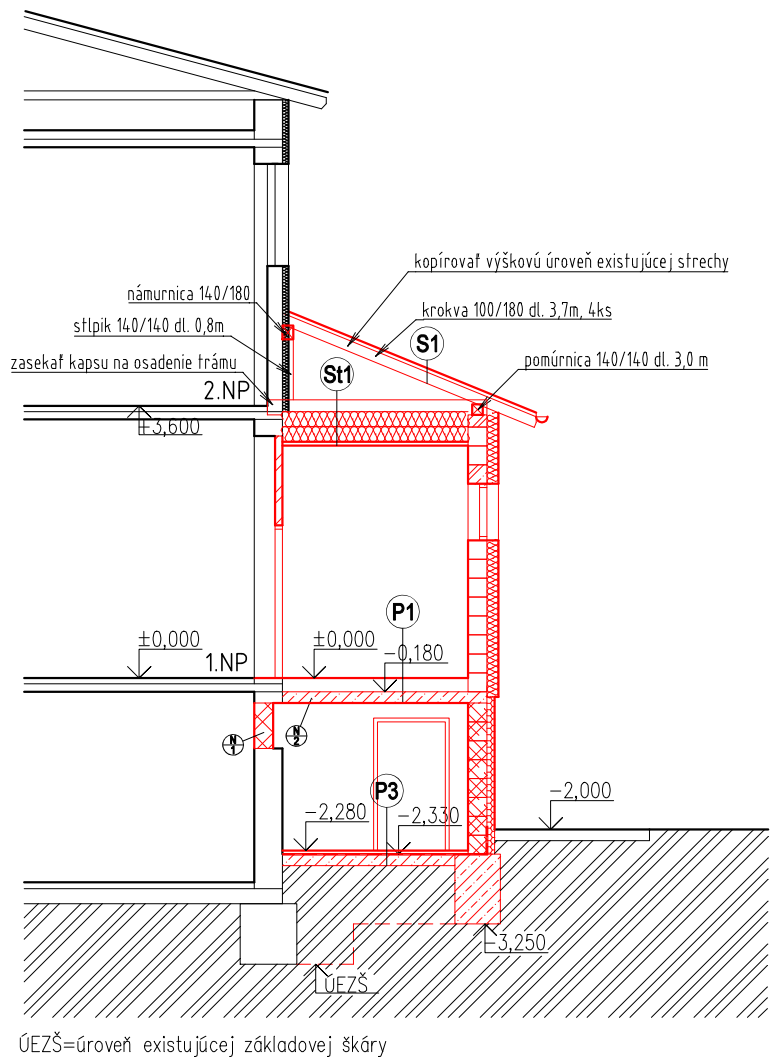 kopírovať výškovú úroveň existujúcej strechy
námurnica 140/180
krokva 100/180 dl. 3,7m, 4ks
stĺpik 140/140 dl. 0,8m
S1
zasekať kapsu na osadenie trámu
pomúrnica 140/140 dl. 3,0 m
St1
2.NP
+3,600
P1
±0,000
1.NP
±0,000
-0,180
N
1
N
2
P3
-2,280
-2,330
-2,000
-3,250
ÚEZŠ
ÚEZŠ=úroveň existujúcej základovej škáry